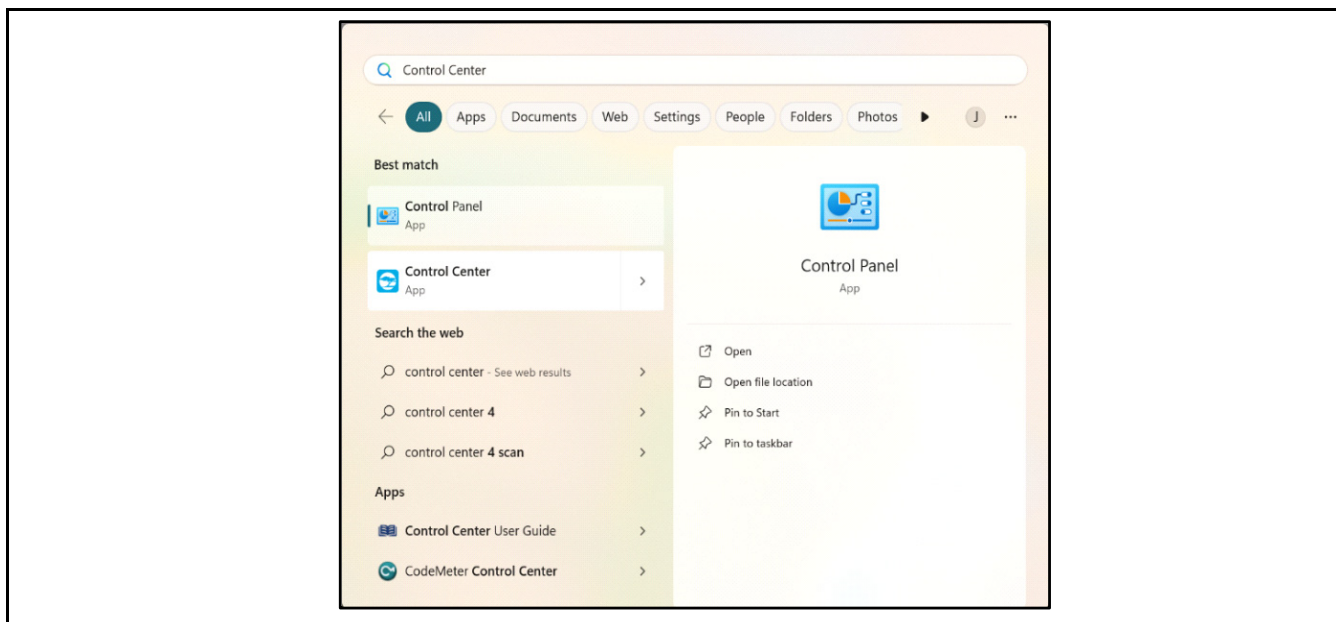 Control Center
All Apps Documents Web Settings People Folders Photos J ...
Best match
Control Panel
App
Control Center
App
Search the web
control center - See web results
control center 4
control center 4 scan
Apps
Control Center User Guide
CodeMeter Control Center
Control Panel
App
Open
Open file location
Pin to Start
Pin to taskbar